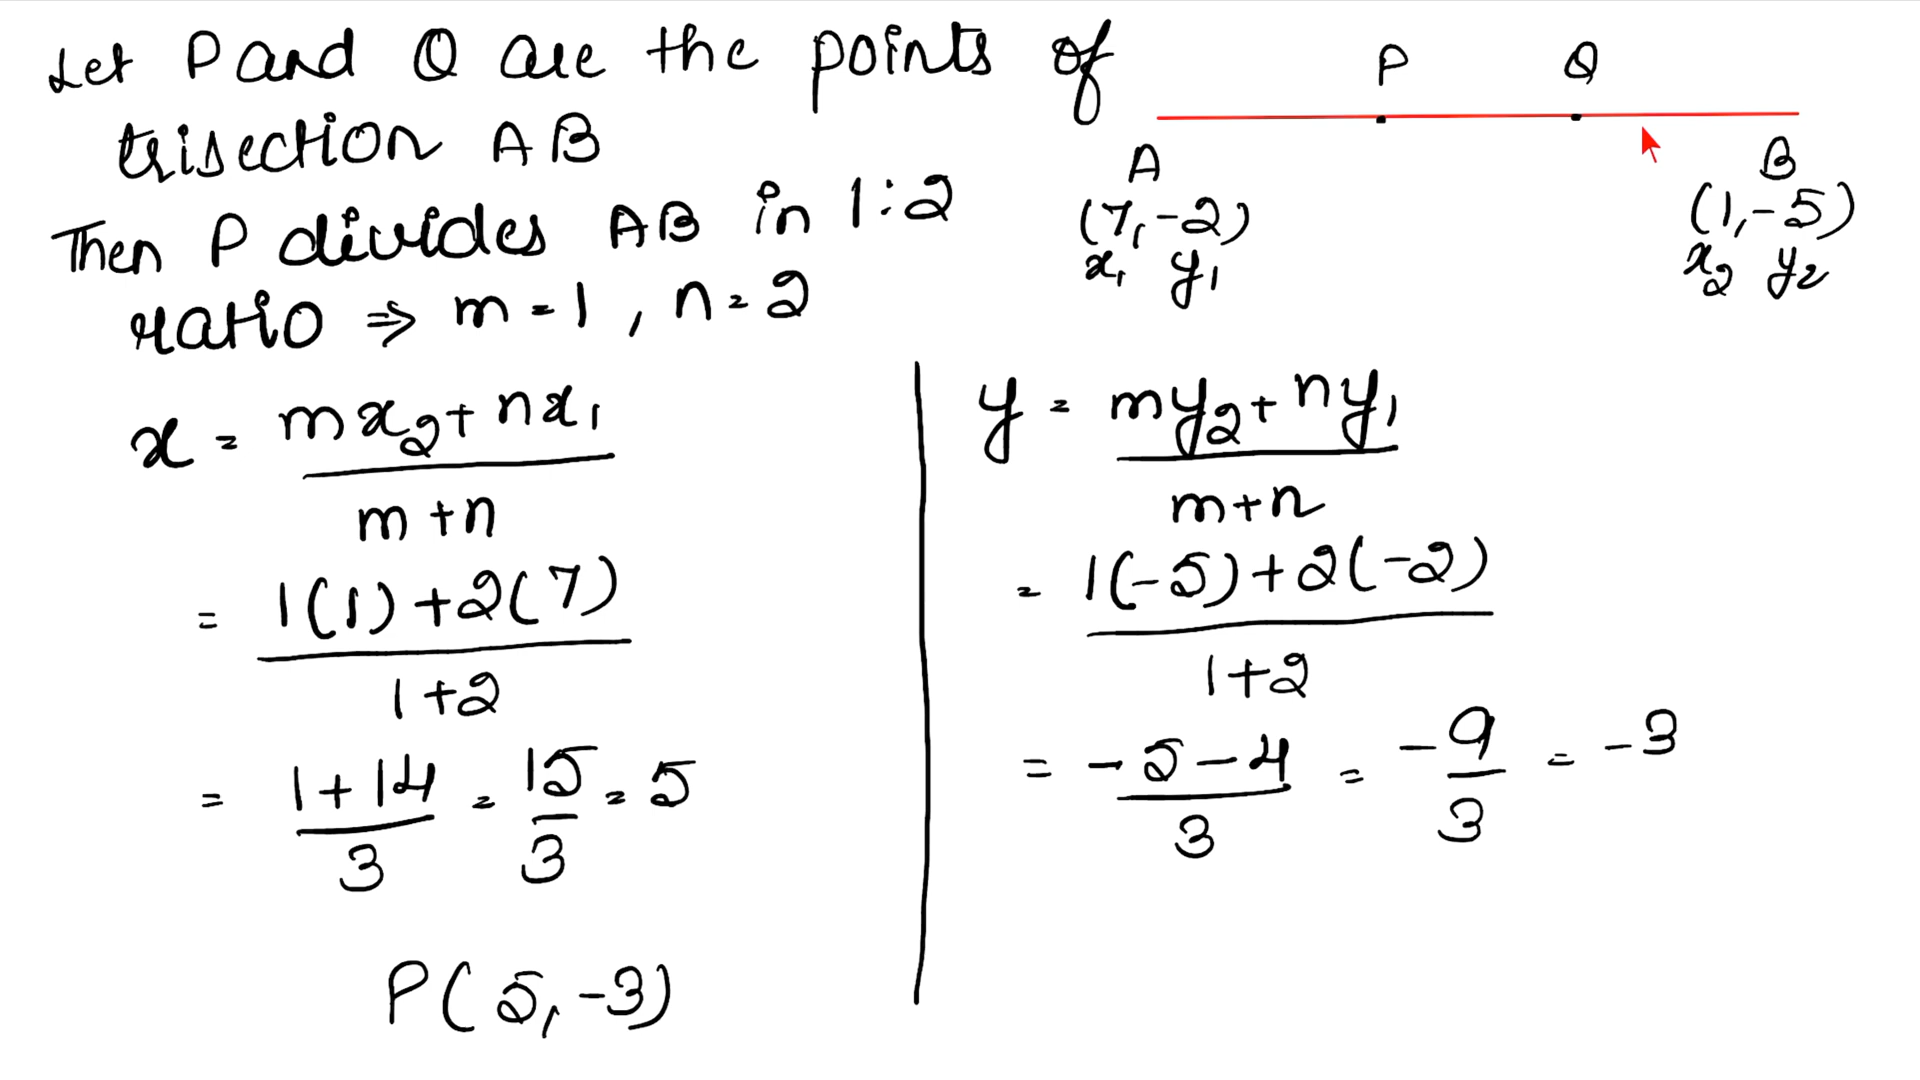 Let P and Q are the points of
trisection AB
Then P divides AB in 1:2
ratio ⇒ m = 1, n = 2
P Q
A B
(7, -2) (1, -5)
x₁ y₁ x₂ y₂
x = mx₂ + nx₁
m + n
= 1(1) + 2(7)
1 + 2
= 1 + 14 = 15 = 5
3 3
P(5, -3)
y = my₂ + ny₁
m + n
= 1(-5) + 2(-2)
1 + 2
= -5 - 4 = -9 = -3
3 3